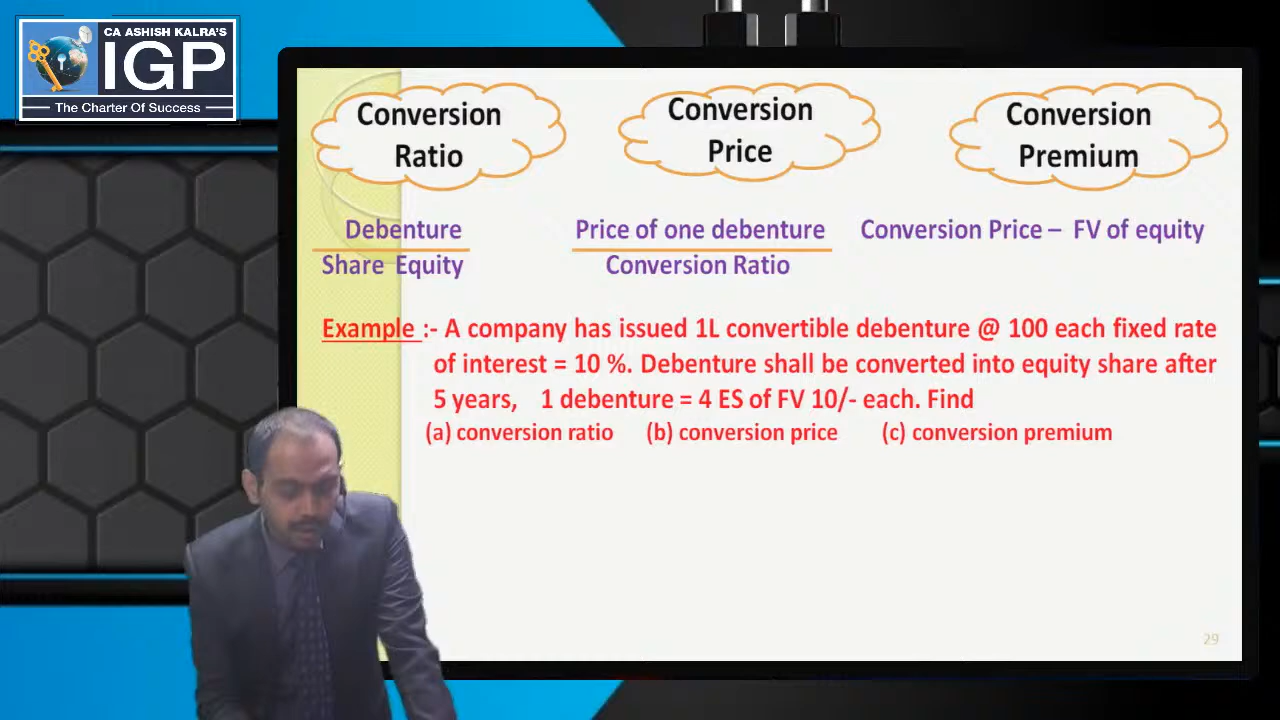 CA ASHISH KALRA'S
IGP
The Charter Of Success
Conversion
Ratio
Conversion
Price
Conversion
Premium
Debenture
Share Equity
Price of one debenture
Conversion Ratio
Conversion Price – FV of equity
Example :- A company has issued 1L convertible debenture @ 100 each fixed rate
of interest = 10 %. Debenture shall be converted into equity share after
5 years, 1 debenture = 4 ES of FV 10/- each. Find
(a) conversion ratio (b) conversion price (c) conversion premium
29